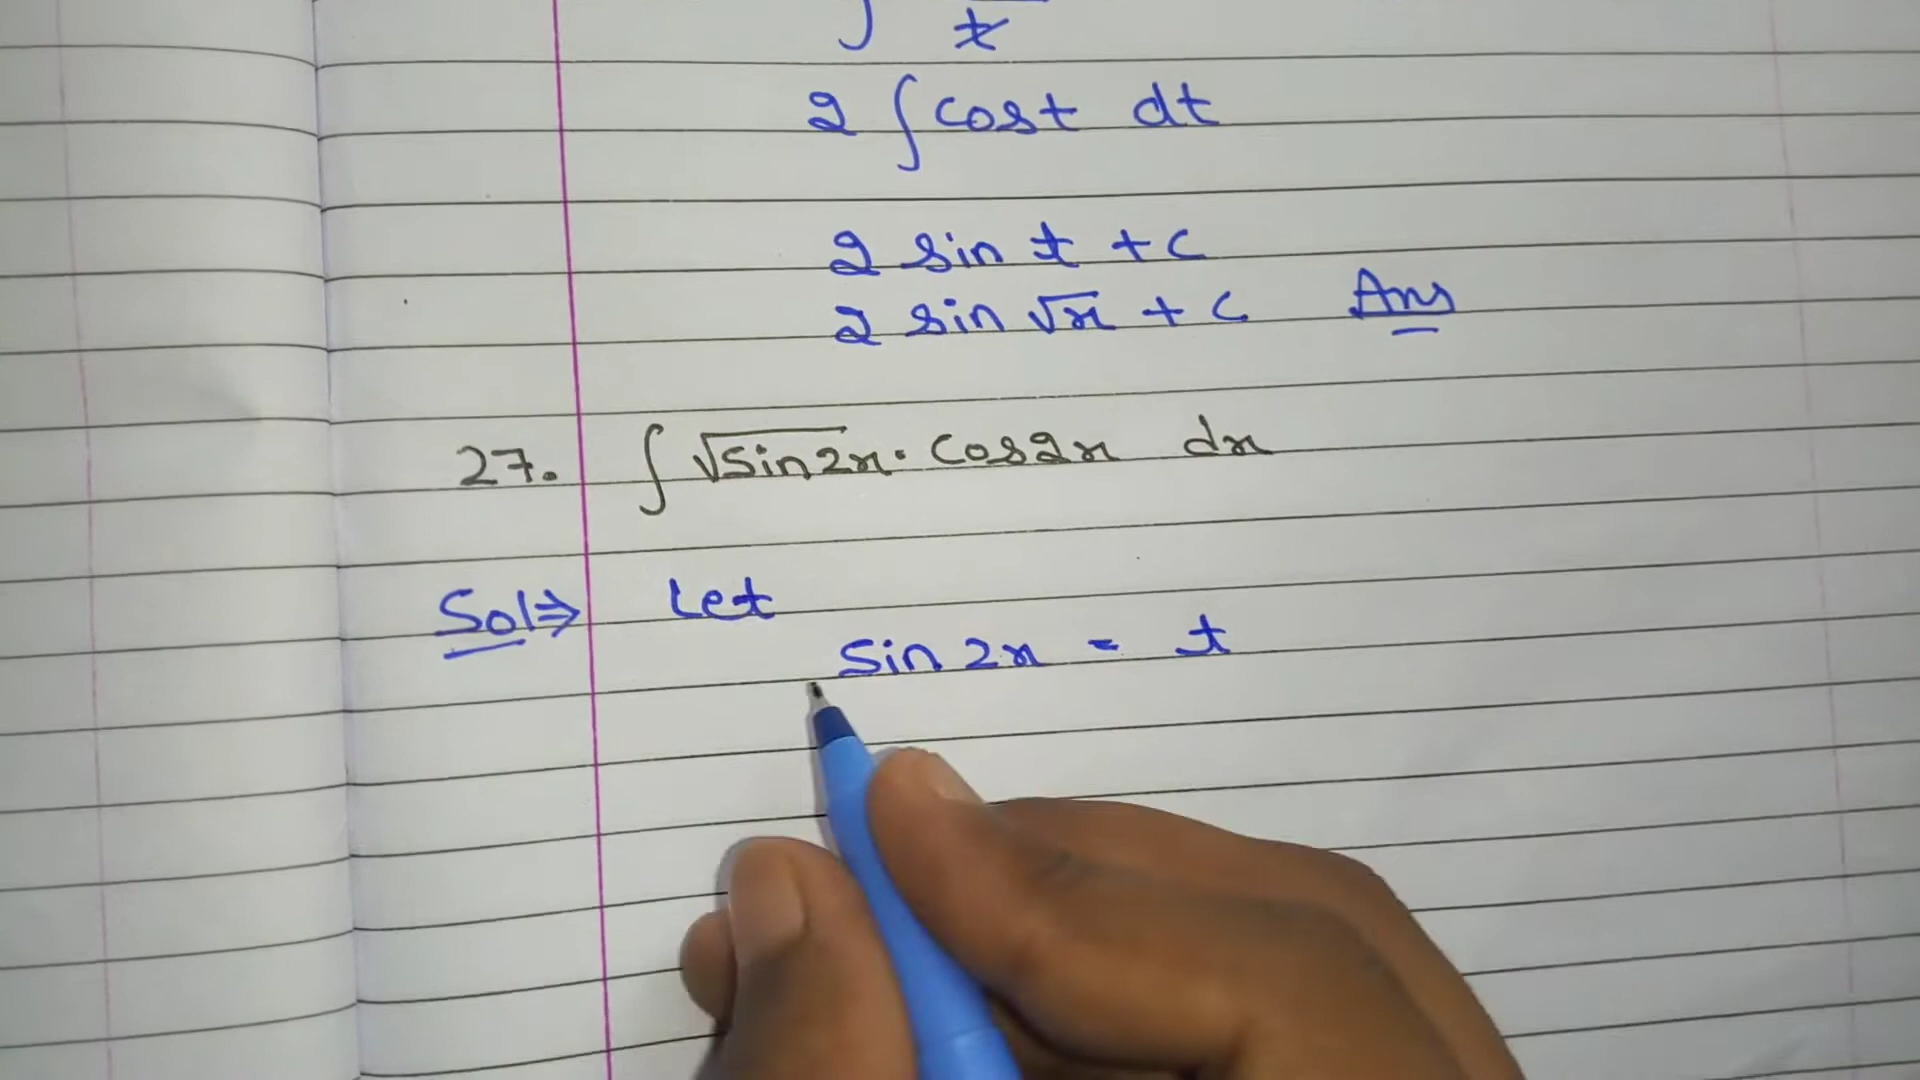 ∫ t
2 ∫ cost dt
2 sin t + c
2 sin √x + c Ans
27. ∫ √sin2x · cos2x dx
Sol⇒ Let
sin 2x = t